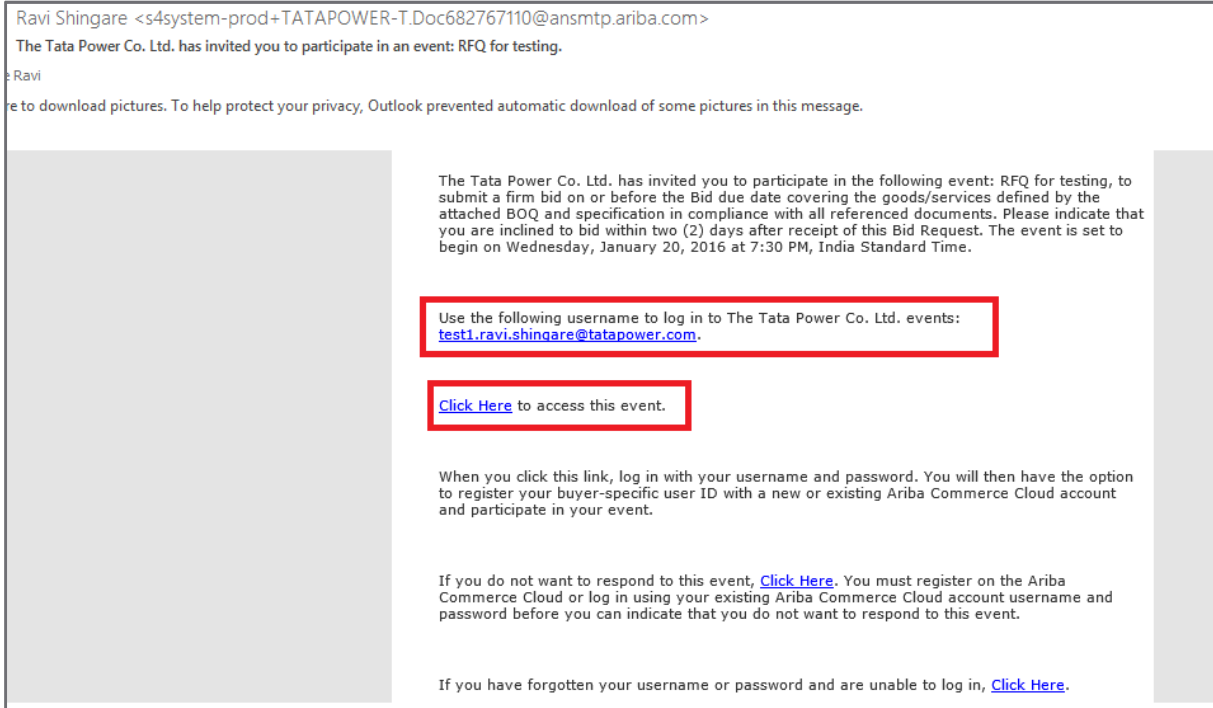 Ravi Shingare <s4system-prod+TATAPOWER-T.Doc682767110@ansmtp.ariba.com>
The Tata Power Co. Ltd. has invited you to participate in an event: RFQ for testing.
Ravi
re to download pictures. To help protect your privacy, Outlook prevented automatic download of some pictures in this message.
The Tata Power Co. Ltd. has invited you to participate in the following event: RFQ for testing, to
submit a firm bid on or before the Bid due date covering the goods/services defined by the
attached BOQ and specification in compliance with all referenced documents. Please indicate that
you are inclined to bid within two (2) days after receipt of this Bid Request. The event is set to
begin on Wednesday, January 20, 2016 at 7:30 PM, India Standard Time.
Use the following username to log in to The Tata Power Co. Ltd. events:
test1.ravi.shingare@tatapower.com.
Click Here to access this event.
When you click this link, log in with your username and password. You will then have the option
to register your buyer-specific user ID with a new or existing Ariba Commerce Cloud account
and participate in your event.
If you do not want to respond to this event, Click Here. You must register on the Ariba
Commerce Cloud or log in using your existing Ariba Commerce Cloud account username and
password before you can indicate that you do not want to respond to this event.
If you have forgotten your username or password and are unable to log in, Click Here.